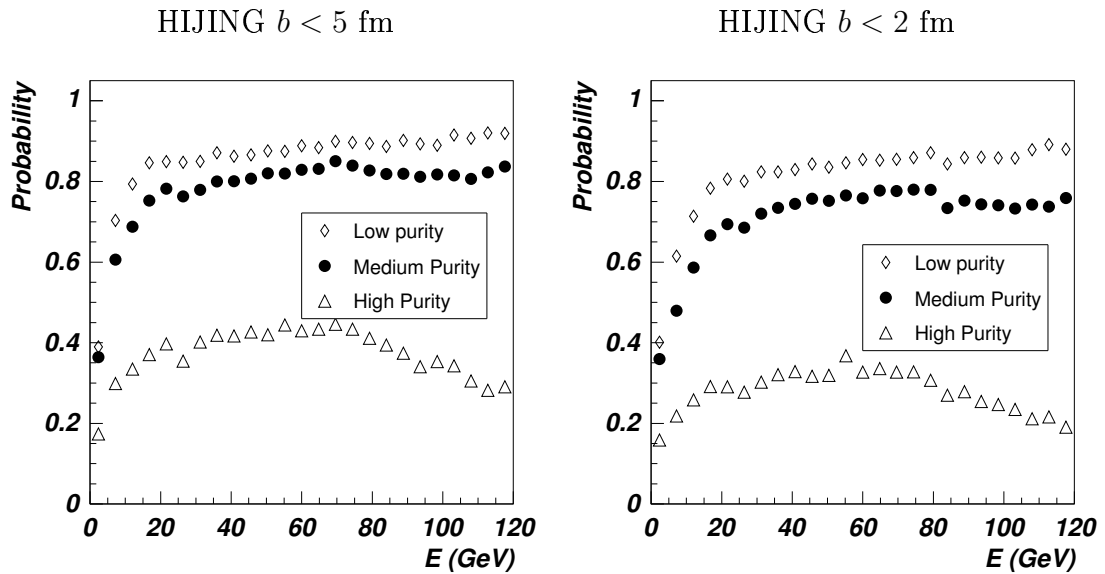 HIJING b < 5 fm
Probability
1
0.8
0.6
0.4
0.2
0
Low purity
Medium Purity
High Purity
0 20 40 60 80 100 120
E (GeV)
HIJING b < 2 fm
Probability
1
0.8
0.6
0.4
0.2
0
Low purity
Medium Purity
High Purity
0 20 40 60 80 100 120
E (GeV)